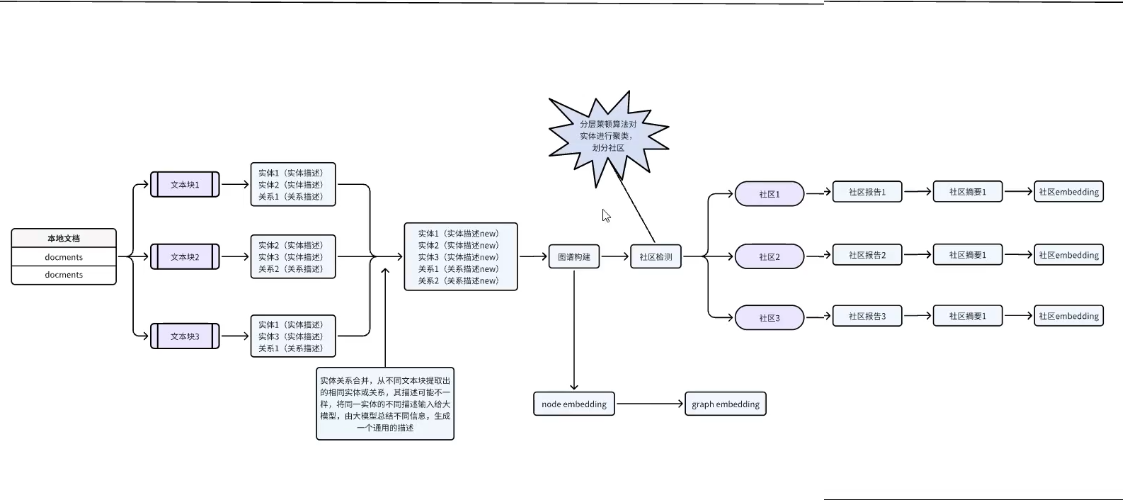 分层莱顿算法对
实体进行聚类，
划分社区
本地文档
docments
docments
文本块1
文本块2
文本块3
实体1（实体描述）
实体2（实体描述）
关系1（关系描述）
实体2（实体描述）
实体3（实体描述）
关系2（关系描述）
实体1（实体描述）
实体3（实体描述）
关系1（关系描述）
实体关系合并，从不同文本块提取出
的相同实体或关系，其描述可能不一
样，将同一实体的不同描述输入给大
模型，由大模型总结不同信息，生成
一个通用的描述
实体1（实体描述new）
实体2（实体描述new）
实体3（实体描述new）
关系1（关系描述new）
关系2（关系描述new）
图谱构建
社区检测
node embedding
graph embedding
社区1
社区报告1
社区摘要1
社区embedding
社区2
社区报告2
社区摘要1
社区embedding
社区3
社区报告3
社区摘要1
社区embedding